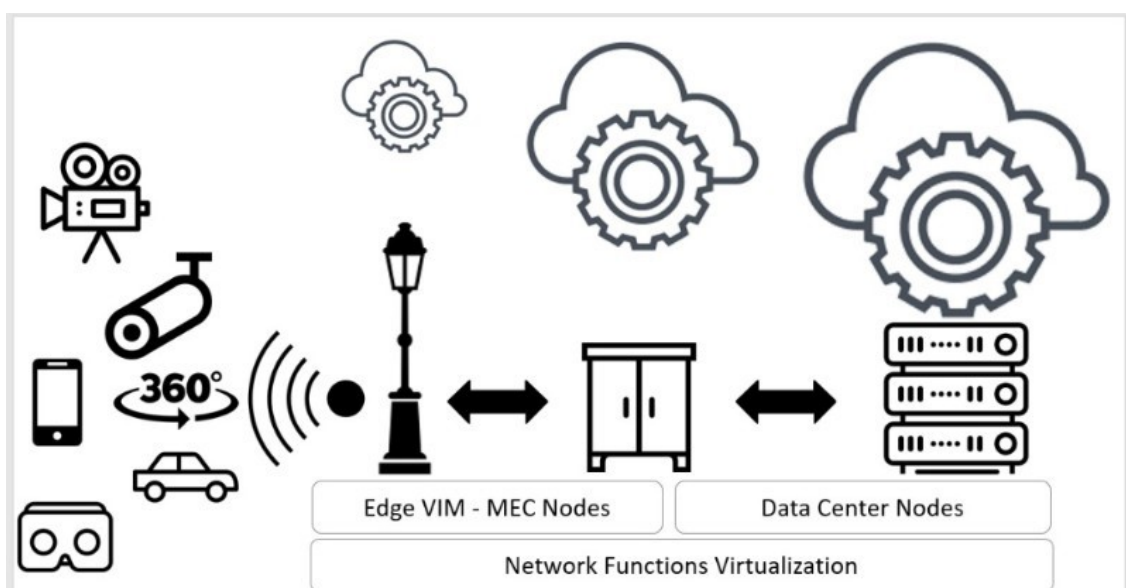 360°
Edge VIM - MEC Nodes
Data Center Nodes
Network Functions Virtualization